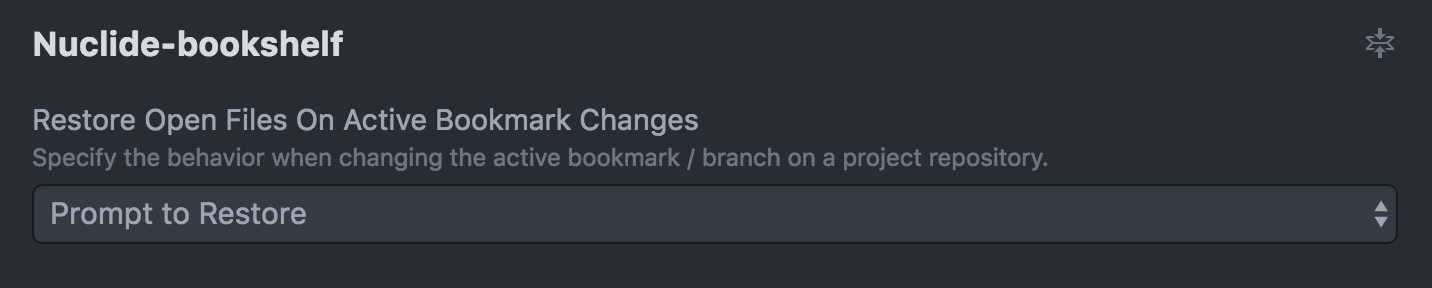 Nuclide-bookshelf
Restore Open Files On Active Bookmark Changes
Specify the behavior when changing the active bookmark / branch on a project repository.
Prompt to Restore